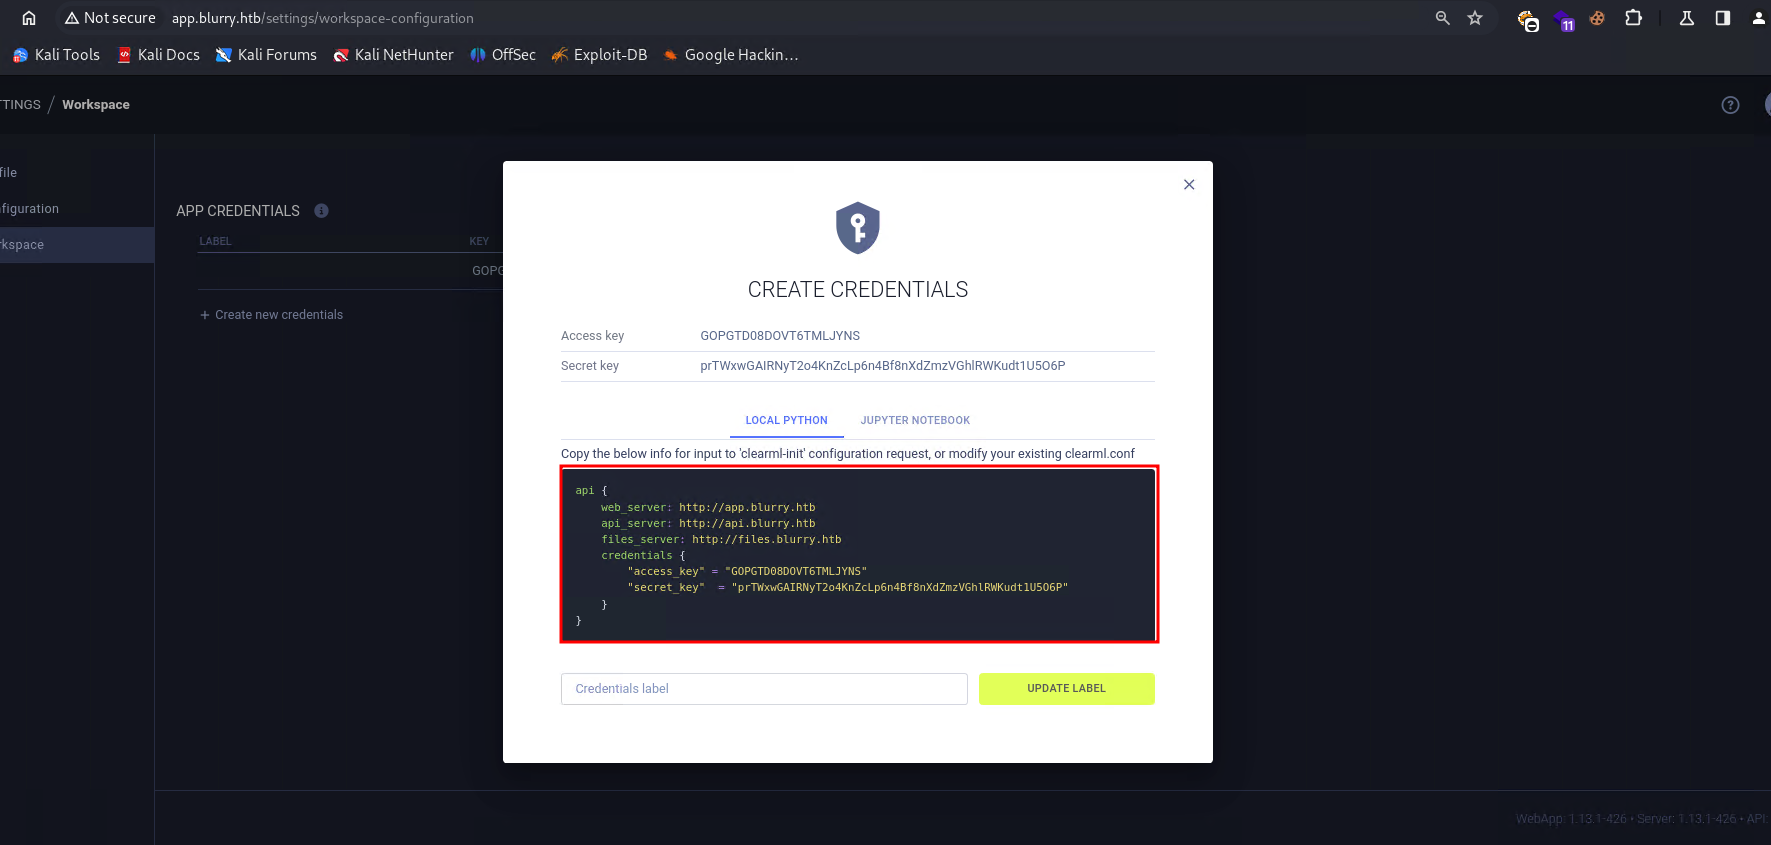 Not secure app.blurry.htb/settings/workspace-configuration
11
Kali Tools Kali Docs Kali Forums Kali NetHunter OffSec Exploit-DB Google Hackin…
TTINGS / Workspace
?
file
nfiguration
rkspace
APP CREDENTIALS
LABEL KEY
GOPG
+ Create new credentials
CREATE CREDENTIALS
Access key GOPGTD08DOVT6TMLJYNS
Secret key prTWxwGAIRNyT2o4KnZcLp6n4Bf8nXdZmzVGhlRWKudt1U5O6P
LOCAL PYTHON JUPYTER NOTEBOOK
Copy the below info for input to 'clearml-init' configuration request, or modify your existing clearml.conf
api {
web_server: http://app.blurry.htb
api_server: http://api.blurry.htb
files_server: http://files.blurry.htb
credentials {
"access_key" = "GOPGTD08DOVT6TMLJYNS"
"secret_key" = "prTWxwGAIRNyT2o4KnZcLp6n4Bf8nXdZmzVGhlRWKudt1U5O6P"
}
}
Credentials label
UPDATE LABEL
WebApp: 1.13.1-426 • Server: 1.13.1-426 • API: